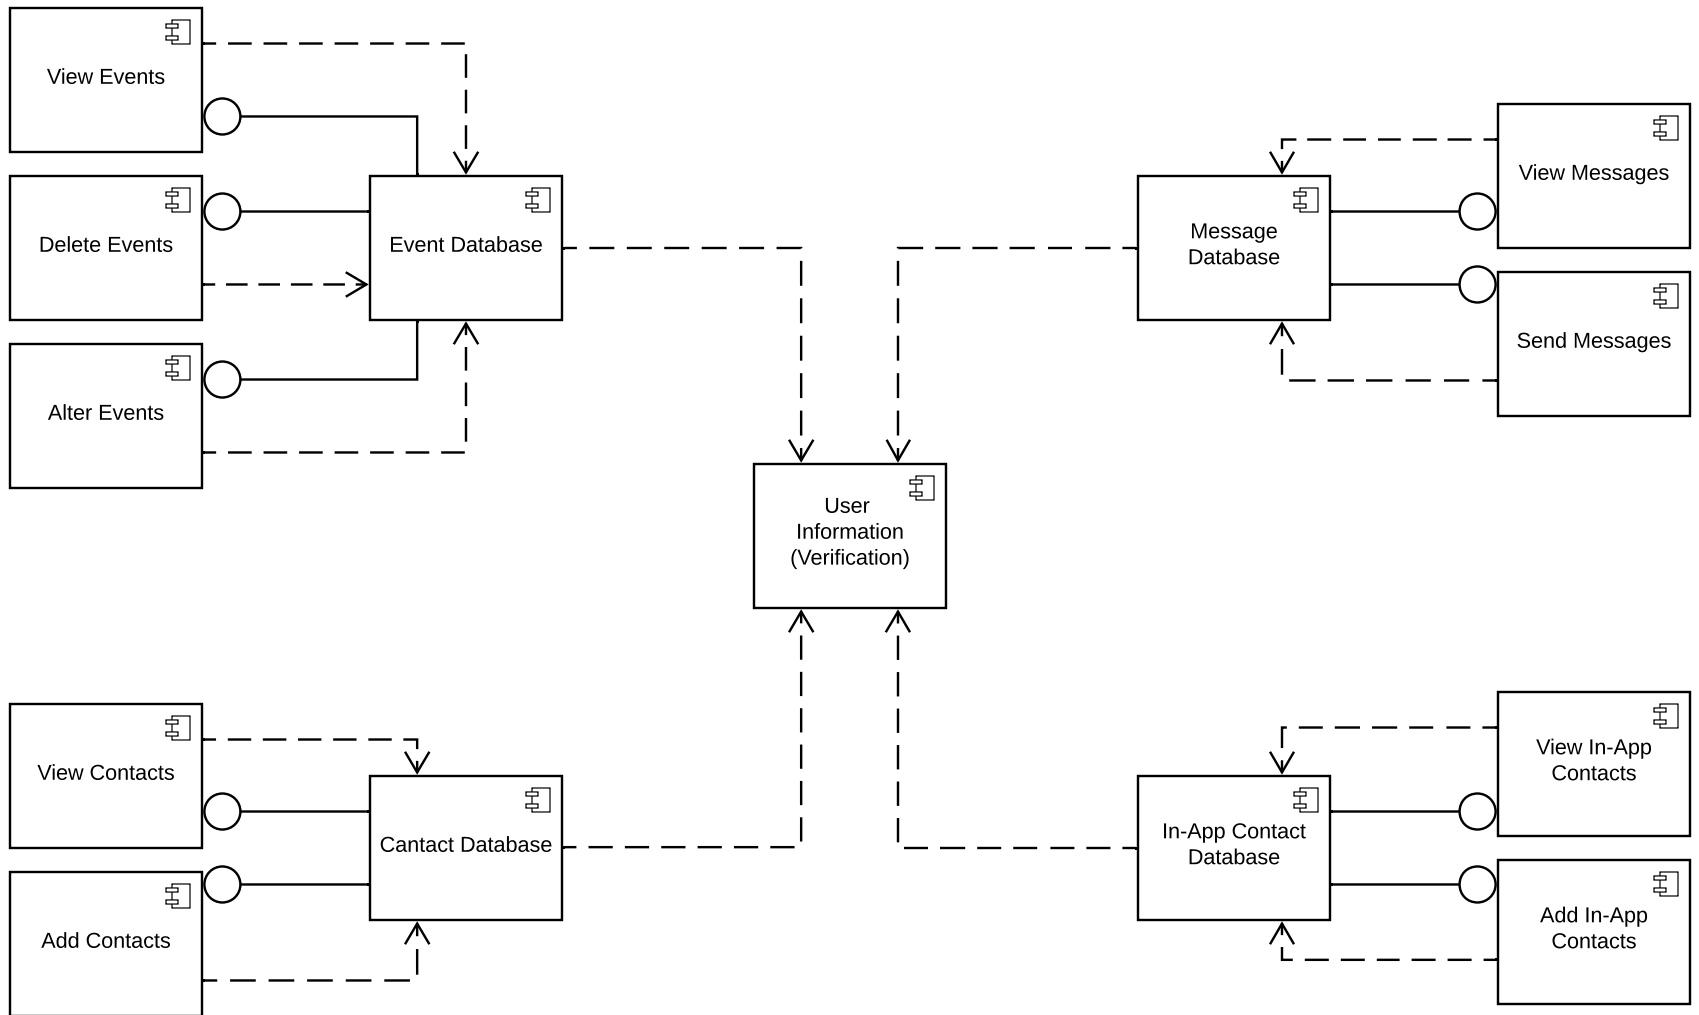 View Events
Delete Events
Alter Events
Event Database
Message
Database
View Messages
Send Messages
User
Information
(Verification)
View Contacts
Add Contacts
Cantact Database
In-App Contact
Database
View In-App
Contacts
Add In-App
Contacts